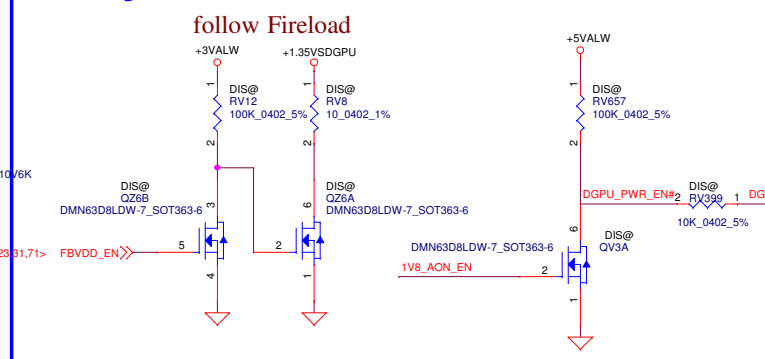 follow Fireload
+3VALW
+1.35VSDGPU
+5VALW
1
DIS@
RV12
100K_0402_5%
2
1
DIS@
RV8
10_0402_1%
2
1
DIS@
RV657
100K_0402_5%
2
10V6K
DIS@
QZ6B
DMN63D8LDW-7_SOT363-6
3
5
4
DIS@
QZ6A
DMN63D8LDW-7_SOT363-6
6
2
1
23,31,71>
FBVDD_EN
DGPU_PWR_EN#
2
DIS@
RV399
1
DG
10K_0402_5%
6
DIS@
QV3A
DMN63D8LDW-7_SOT363-6
1V8_AON_EN
2
1